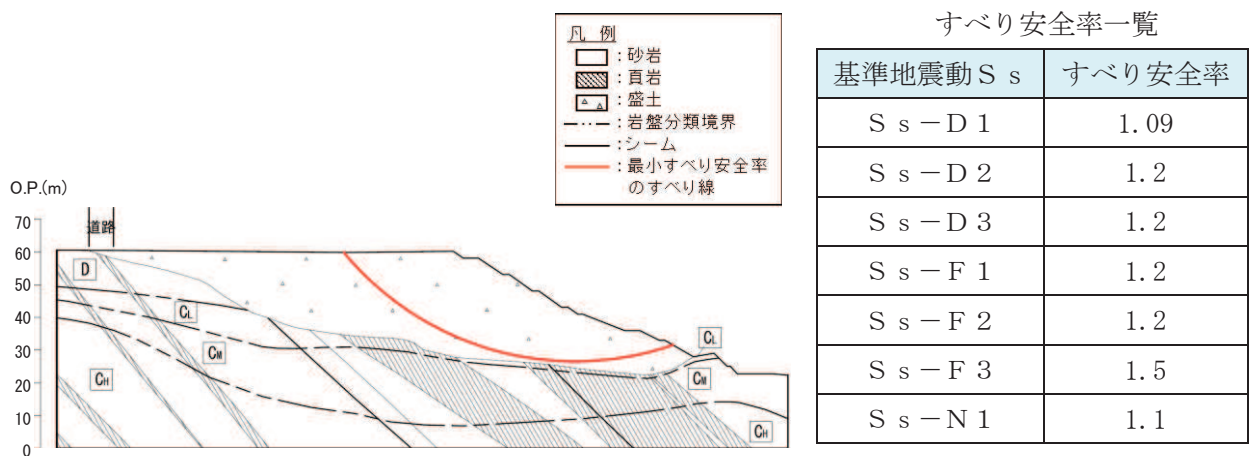 凡 例
：砂岩
：頁岩
：盛土
：岩盤分類境界
：シーム
：最小すべり安全率
のすべり線
すべり安全率一覧
基準地震動Ｓｓ すべり安全率
Ｓｓ－Ｄ１ 1.09
Ｓｓ－Ｄ２ 1.2
Ｓｓ－Ｄ３ 1.2
Ｓｓ－Ｆ１ 1.2
Ｓｓ－Ｆ２ 1.2
Ｓｓ－Ｆ３ 1.5
Ｓｓ－Ｎ１ 1.1
O.P.(m)
70
60
50
40
30
20
10
0
道路
D
CL
CM
CH
CL
CM
CH